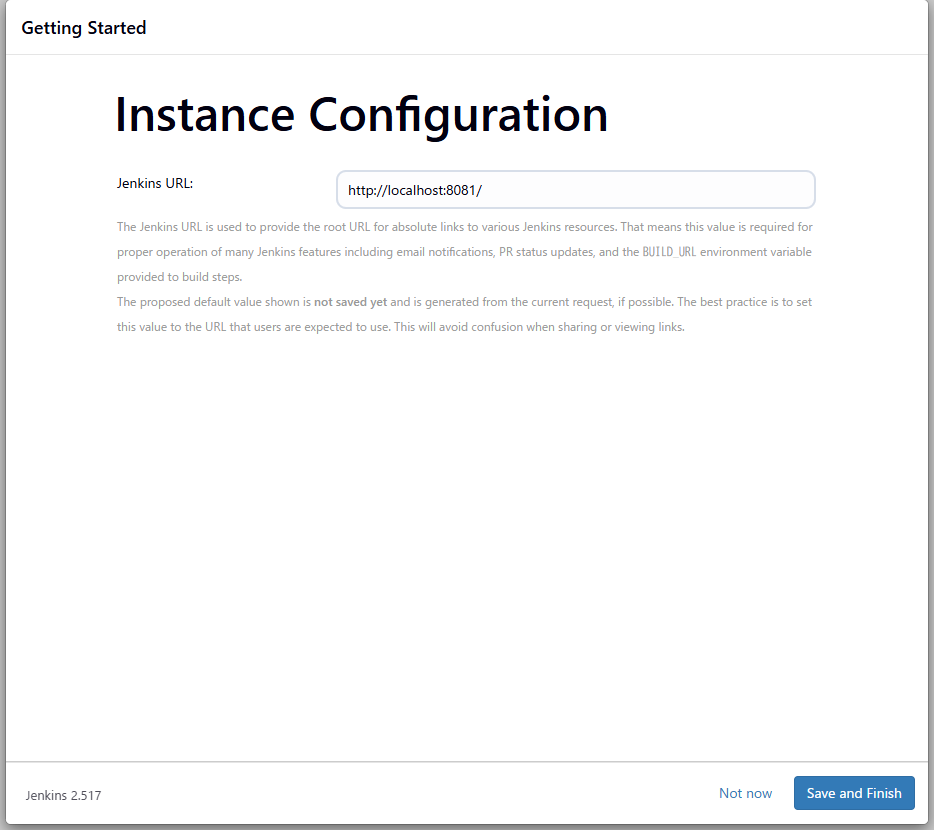 Getting Started
Instance Configuration
Jenkins URL:
http://localhost:8081/
The Jenkins URL is used to provide the root URL for absolute links to various Jenkins resources. That means this value is required for
proper operation of many Jenkins features including email notifications, PR status updates, and the BUILD_URL environment variable
provided to build steps.
The proposed default value shown is not saved yet and is generated from the current request, if possible. The best practice is to set
this value to the URL that users are expected to use. This will avoid confusion when sharing or viewing links.
Jenkins 2.517
Not now
Save and Finish